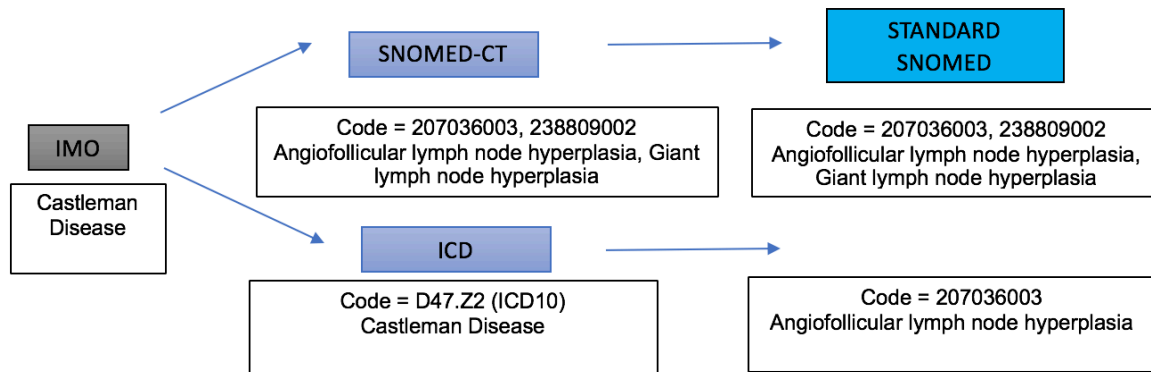 SNOMED-CT
STANDARD
SNOMED
IMO
Castleman
Disease
Code = 207036003, 238809002
Angiofollicular lymph node hyperplasia, Giant
lymph node hyperplasia
Code = 207036003, 238809002
Angiofollicular lymph node hyperplasia,
Giant lymph node hyperplasia
ICD
Code = D47.Z2 (ICD10)
Castleman Disease
Code = 207036003
Angiofollicular lymph node hyperplasia